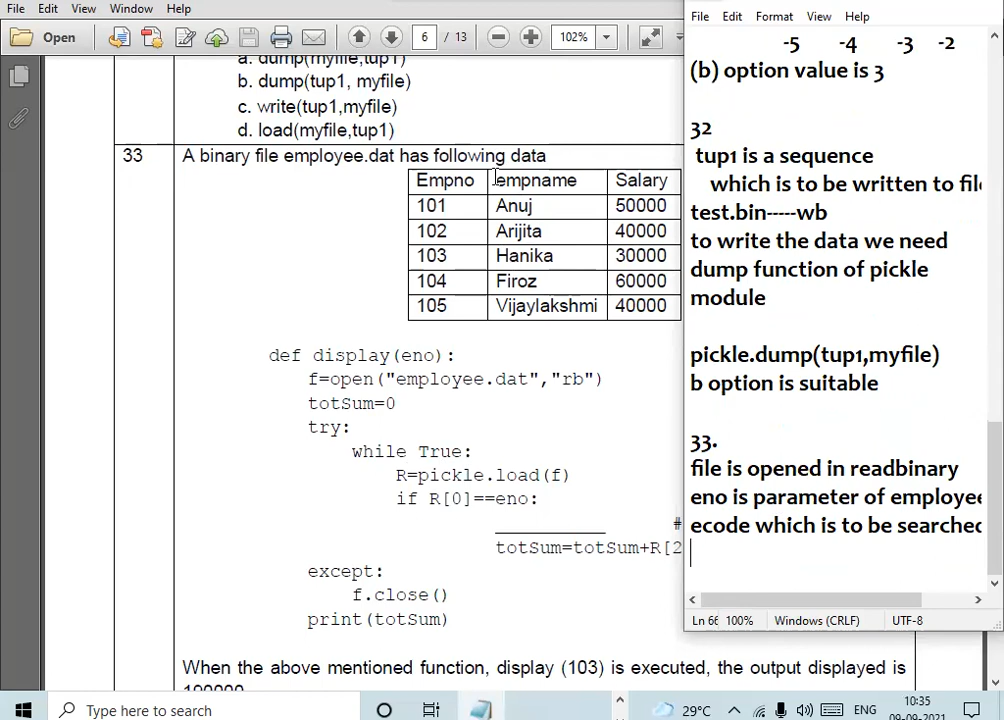 File Edit View Window Help
Open 6 / 13 102%
a. dump(myfile,tup1)
b. dump(tup1, myfile)
c. write(tup1,myfile)
d. load(myfile,tup1)
33 A binary file employee.dat has following data
Empno empname Salary
101 Anuj 50000
102 Arijita 40000
103 Hanika 30000
104 Firoz 60000
105 Vijaylakshmi 40000
def display(eno):
f=open("employee.dat","rb")
totSum=0
try:
while True:
R=pickle.load(f)
if R[0]==eno:
__________ #
totSum=totSum+R[2
except:
f.close()
print(totSum)
When the above mentioned function, display (103) is executed, the output displayed is
190000.
File Edit Format View Help
-5 -4 -3 -2
(b) option value is 3
32
tup1 is a sequence
which is to be written to fil
test.bin-----wb
to write the data we need
dump function of pickle
module
pickle.dump(tup1,myfile)
b option is suitable
33.
file is opened in readbinary
eno is parameter of employee
ecode which is to be searched
Ln 66 100% Windows (CRLF) UTF-8
Type here to search
29°C ENG
10:35
09-09-2021